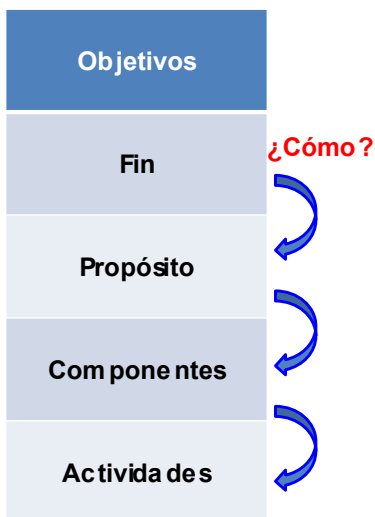 Objetivos
¿Cómo?
Fin
Propósito
Componentes
Actividades